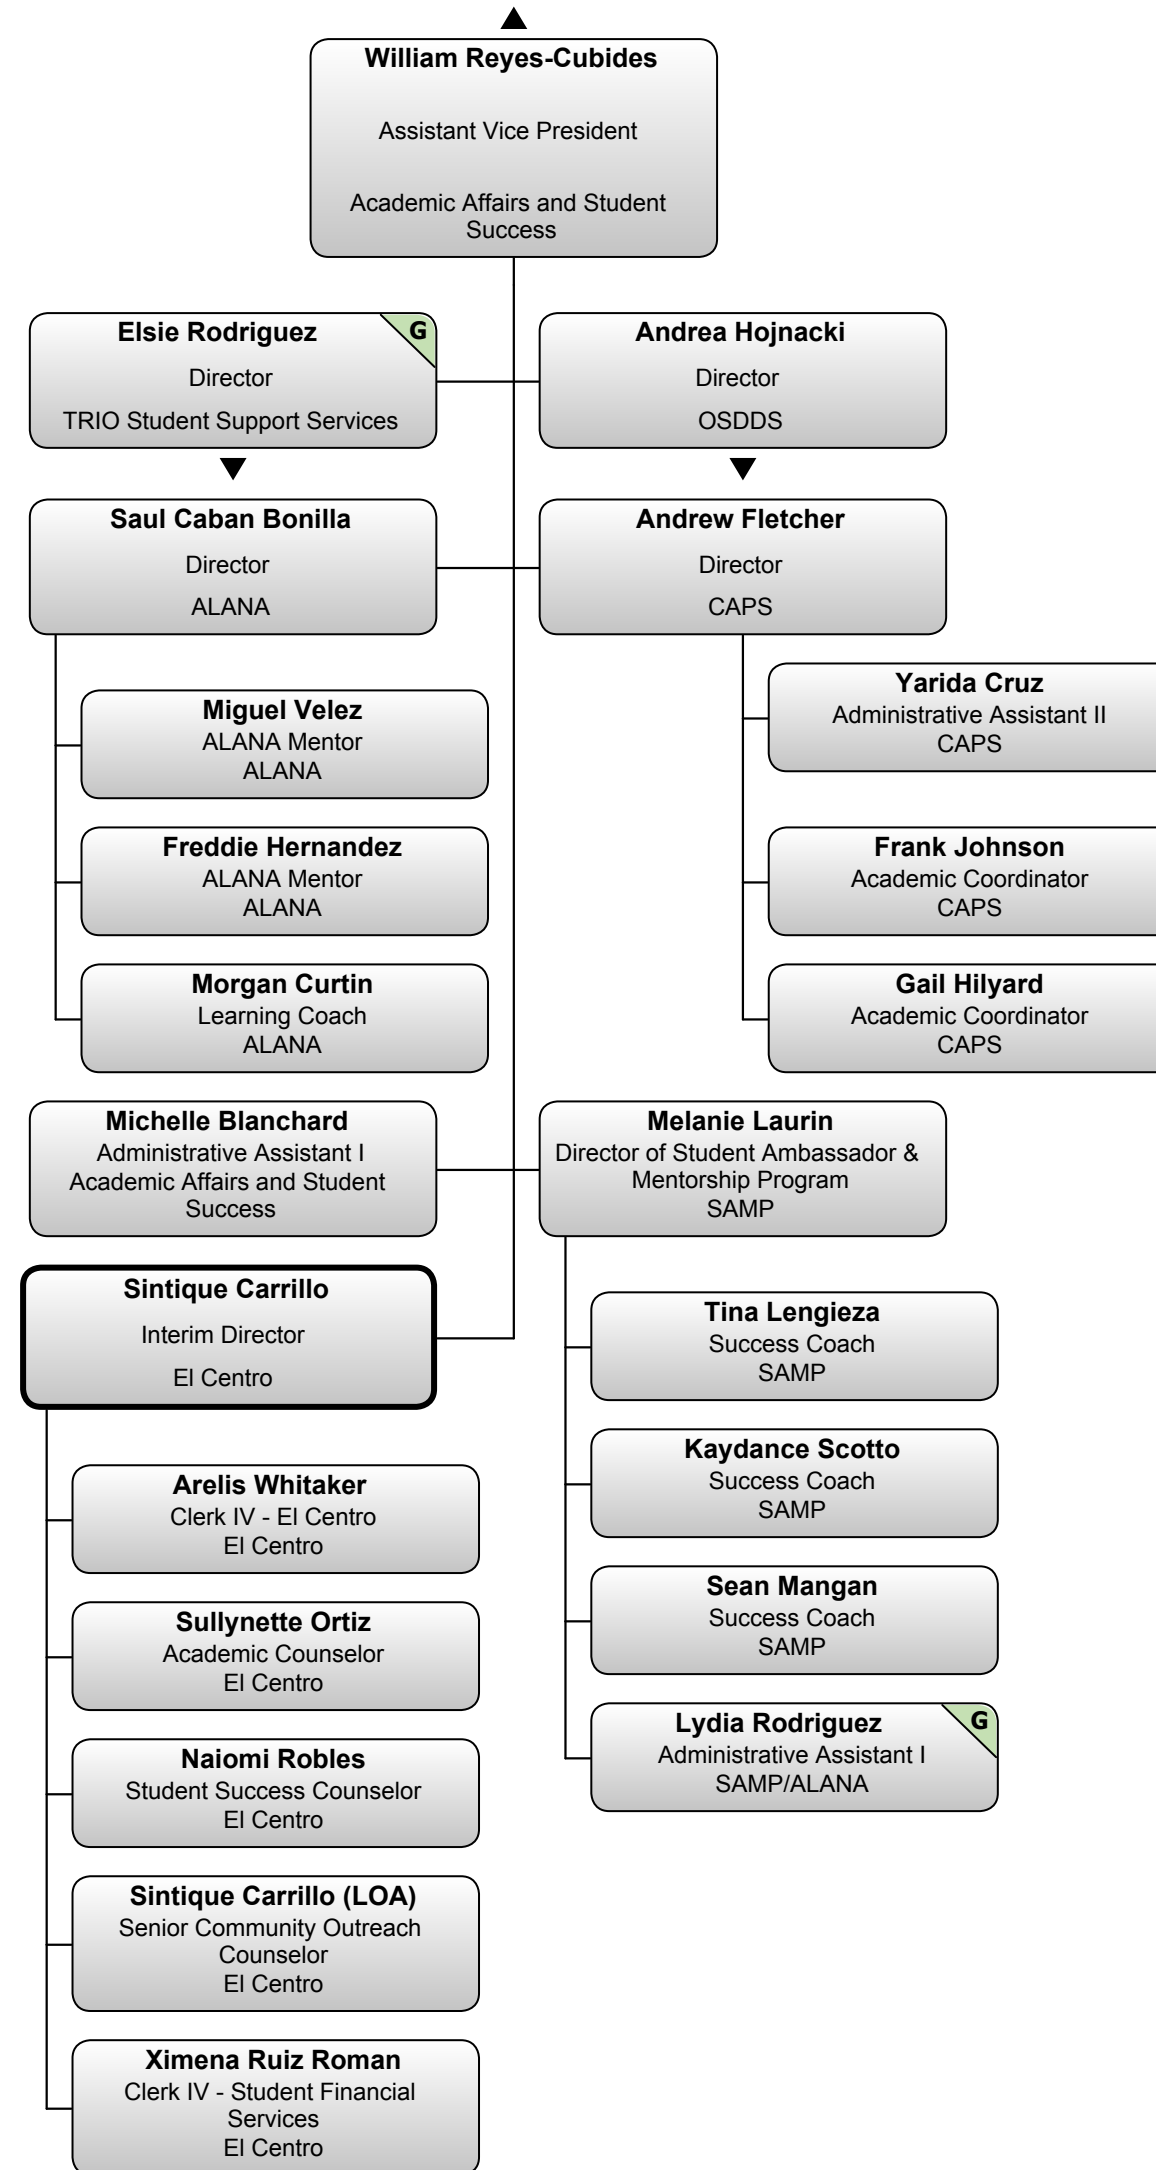 William Reyes-Cubides
Assistant Vice President
Academic Affairs and Student
Success
Elsie Rodriguez
G
Director
TRIO Student Support Services
Andrea Hojnacki
Director
OSDDS
Saul Caban Bonilla
Director
ALANA
Andrew Fletcher
Director
CAPS
Miguel Velez
ALANA Mentor
ALANA
Freddie Hernandez
ALANA Mentor
ALANA
Morgan Curtin
Learning Coach
ALANA
Yarida Cruz
Administrative Assistant II
CAPS
Frank Johnson
Academic Coordinator
CAPS
Gail Hilyard
Academic Coordinator
CAPS
Michelle Blanchard
Administrative Assistant I
Academic Affairs and Student
Success
Melanie Laurin
Director of Student Ambassador &
Mentorship Program
SAMP
Sintique Carrillo
Interim Director
El Centro
Arelis Whitaker
Clerk IV - El Centro
El Centro
Sullynette Ortiz
Academic Counselor
El Centro
Naiomi Robles
Student Success Counselor
El Centro
Sintique Carrillo (LOA)
Senior Community Outreach
Counselor
El Centro
Ximena Ruiz Roman
Clerk IV - Student Financial
Services
El Centro
Tina Lengieza
Success Coach
SAMP
Kaydance Scotto
Success Coach
SAMP
Sean Mangan
Success Coach
SAMP
Lydia Rodriguez
G
Administrative Assistant I
SAMP/ALANA